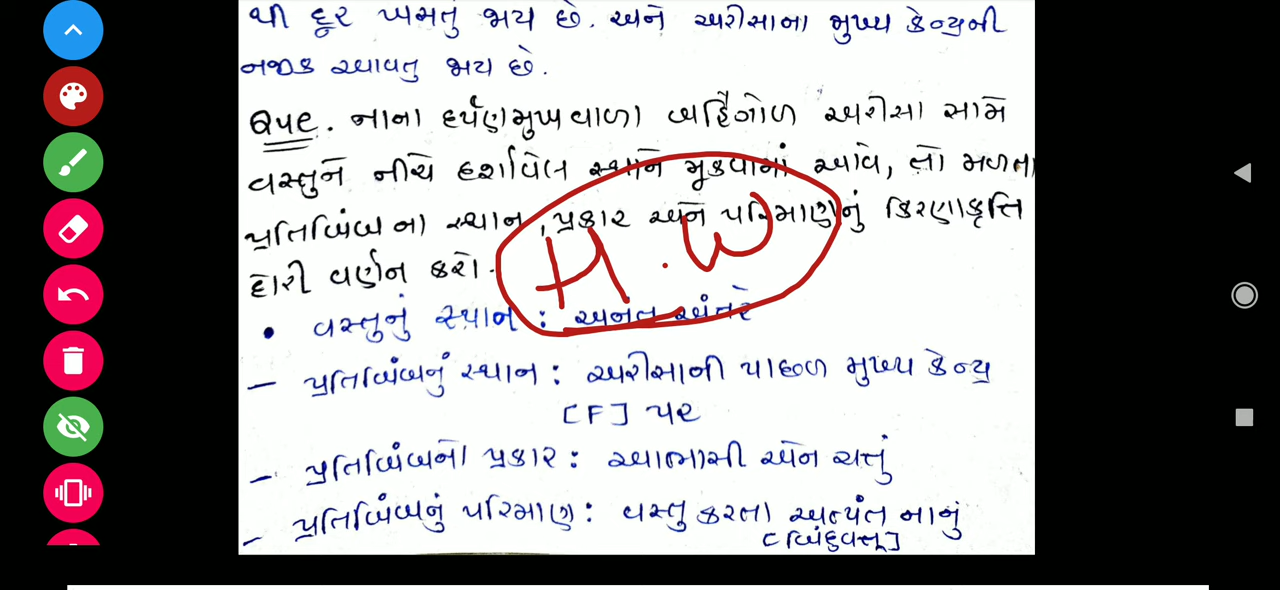 થી દૂર ખસતુ જાય છે. અને અરીસાના મુખ્ય કેન્દ્રની
નજીક આવતુ જાય છે.
Que. નાના દર્પણમુખવાળા બહિર્ગોળ અરીસા સામે
વસ્તુને નીચે દર્શાવેલ સ્થાને મૂકવામાં આવે, તો મળતા
પ્રતિબિંબ ના સ્થાન, પ્રકાર અને પરિમાણનું કિરણાકૃતિ
દોરી વર્ણન કરો.
H.W
• વસ્તુનું સ્થાન : અનંત અંતરે
– પ્રતિબિંબનું સ્થાન : અરીસાની પાછળ મુખ્ય કેન્દ્ર
[F] પર
– પ્રતિબિંબનો પ્રકાર : આભાસી અને ચત્તું
– પ્રતિબિંબનું પરિમાણ : વસ્તુ કરતા અત્યંત નાનું
[બિંદુવત્]